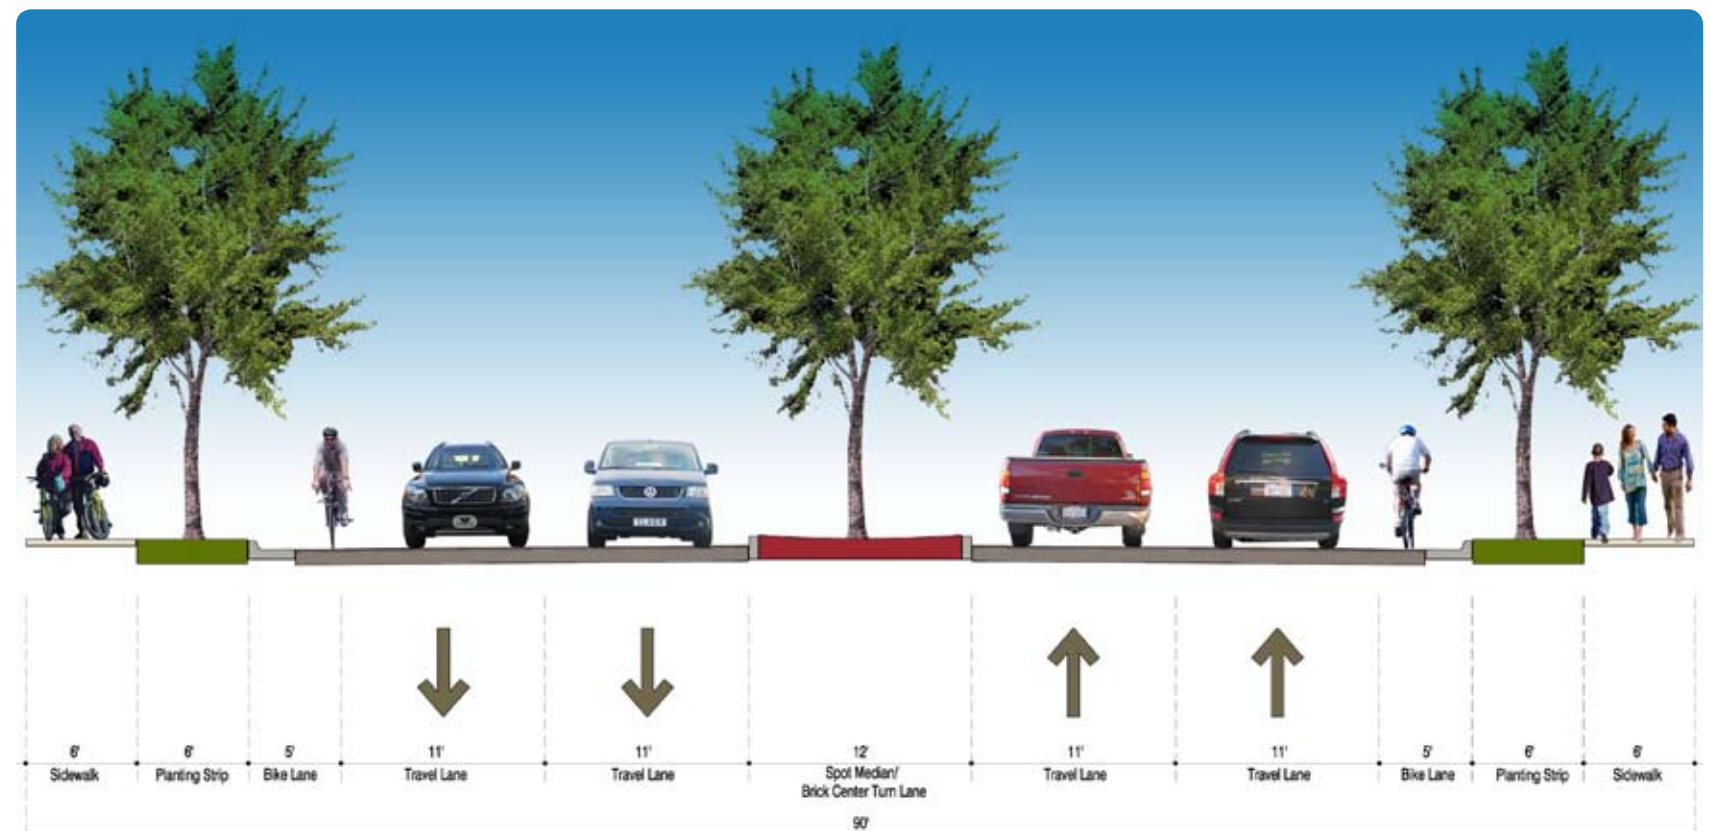 6' 6' 5' 11' 11' 12' 11' 11' 5' 6' 6'
Sidewalk Planting Strip Bike Lane Travel Lane Travel Lane Spot Median/ Travel Lane Travel Lane Bike Lane Planting Strip Sidewalk
Brick Center Turn Lane
90'